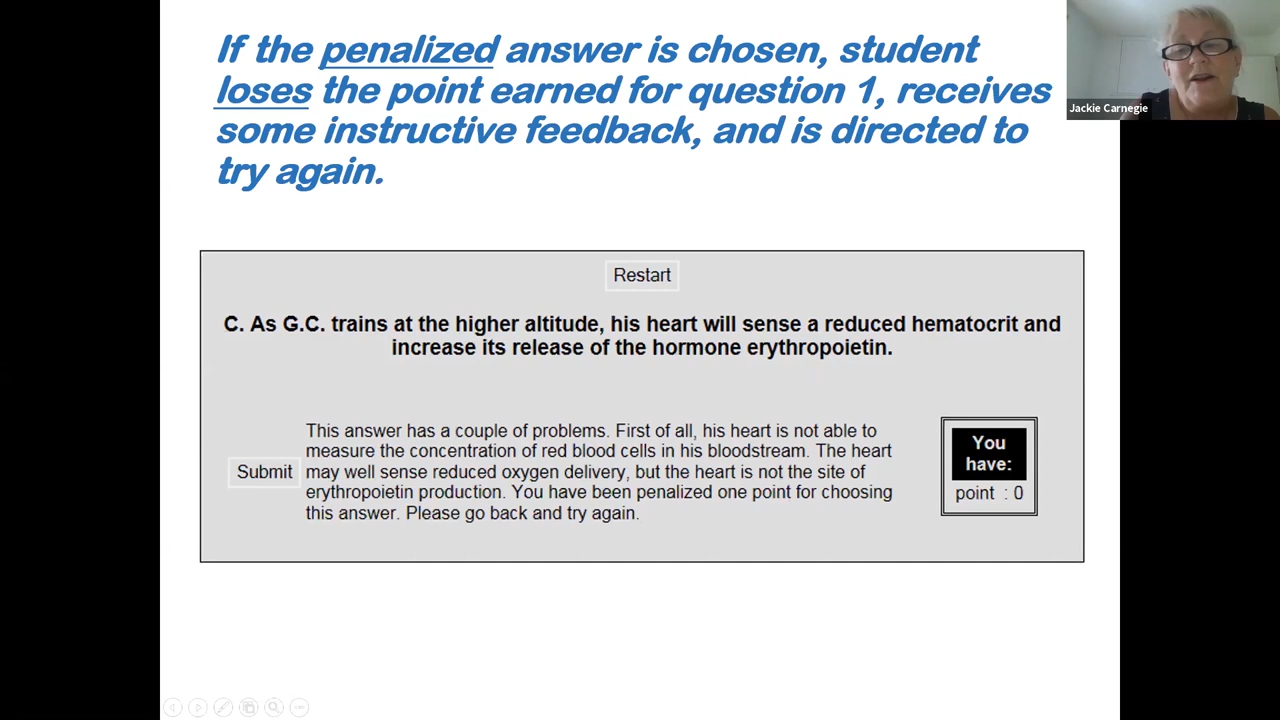 If the penalized answer is chosen, student
loses the point earned for question 1, receives
some instructive feedback, and is directed to
try again.
Jackie Carnegie
Restart
C. As G.C. trains at the higher altitude, his heart will sense a reduced hematocrit and
increase its release of the hormone erythropoietin.
Submit
This answer has a couple of problems. First of all, his heart is not able to
measure the concentration of red blood cells in his bloodstream. The heart
may well sense reduced oxygen delivery, but the heart is not the site of
erythropoietin production. You have been penalized one point for choosing
this answer. Please go back and try again.
You
have:
point : 0